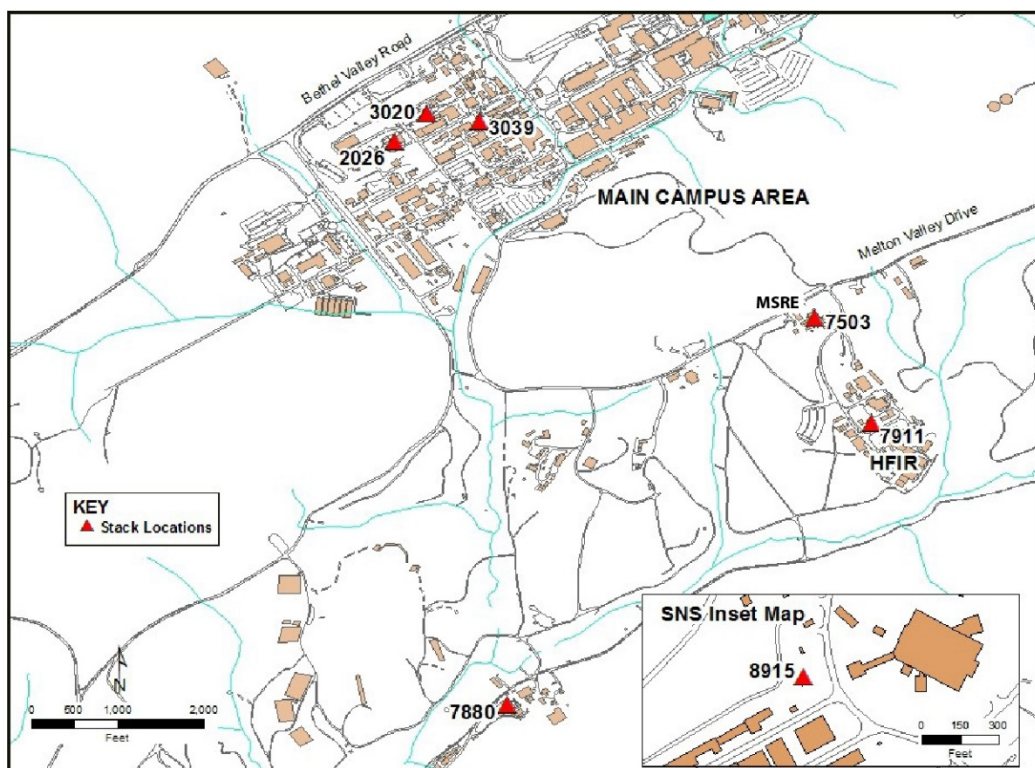 Bethel Valley Road
3020
3039
2026
MAIN CAMPUS AREA
Melton Valley Drive
MSRE
7503
7911
HFIR
KEY
Stack Locations
SNS Inset Map
8915
7880
N
0 500 1,000 2,000
Feet
0 150 300
Feet